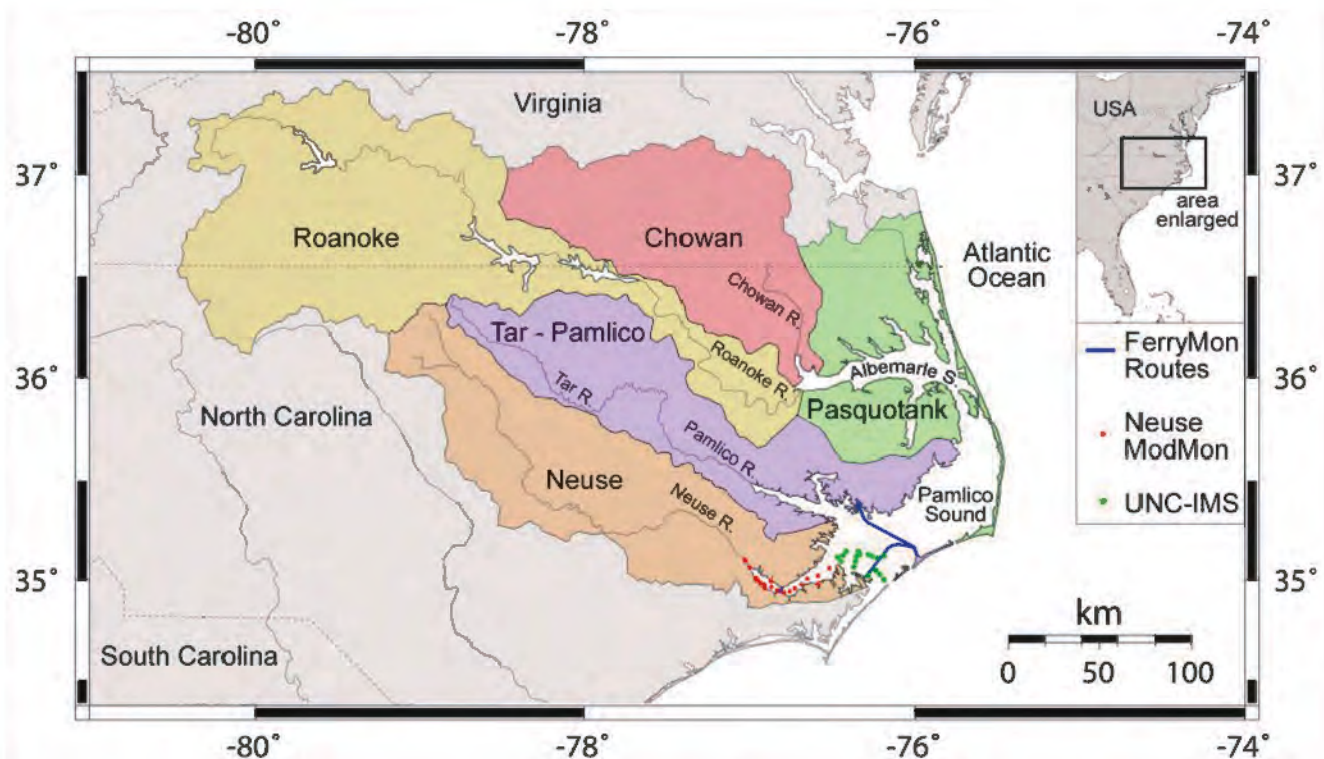 -80° -78° -76° -74°
37° 37°
36° 36°
35° 35°
Virginia
USA
area
enlarged
Roanoke
Chowan
Atlantic
Ocean
Chowan R.
Tar - Pamlico
Roanoke R.
Albemarle S.
FerryMon
Routes
Tar R.
Pasquotank
North Carolina
Pamlico R.
Neuse
ModMon
Neuse
Neuse R.
Pamlico
Sound
UNC-IMS
South Carolina
km
0 50 100
-80° -78° -76° -74°